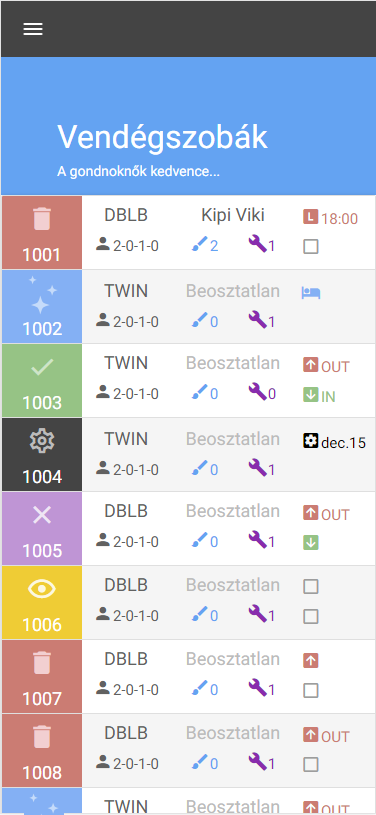 Vendégszobák
A gondnoknők kedvence...
DBLB Kipi Viki L 18:00
1001 2-0-1-0 2 1
TWIN Beosztatlan
1002 2-0-1-0 0 1
TWIN Beosztatlan OUT
1003 2-0-1-0 0 0 IN
TWIN Beosztatlan dec.15
1004 2-0-1-0 0 1
DBLB Beosztatlan OUT
1005 2-0-1-0 0 1
DBLB Beosztatlan
1006 2-0-1-0 0 1
DBLB Beosztatlan
1007 2-0-1-0 0 1
DBLB Beosztatlan OUT
1008 2-0-1-0 0 1
TWIN Beosztatlan OUT